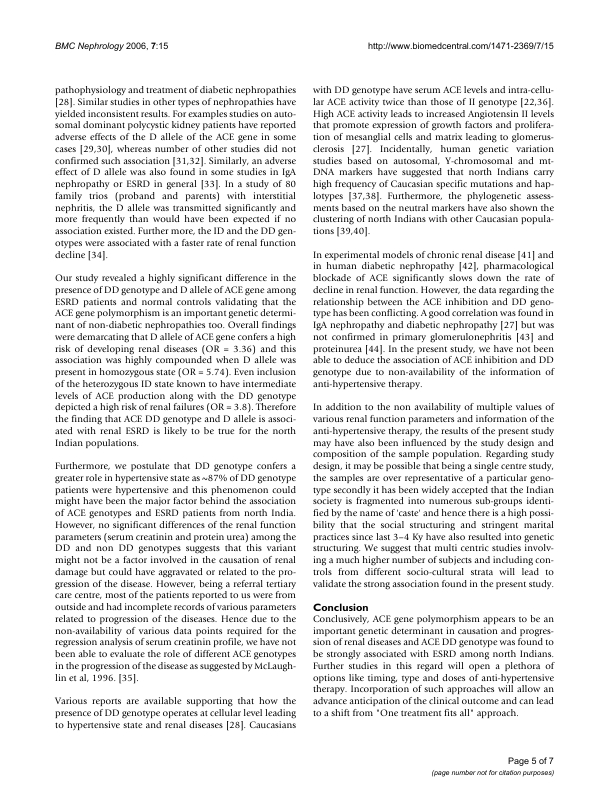 BMC Nephrology 2006, 7:15
http://www.biomedcentral.com/1471-2369/7/15
pathophysiology and treatment of diabetic nephropathies
[28]. Similar studies in other types of nephropathies have
yielded inconsistent results. For examples studies on auto-
somal dominant polycystic kidney patients have reported
adverse effects of the D allele of the ACE gene in some
cases [29,30], whereas number of other studies did not
confirmed such association [31,32]. Similarly, an adverse
effect of D allele was also found in some studies in IgA
nephropathy or ESRD in general [33]. In a study of 80
family trios (proband and parents) with interstitial
nephritis, the D allele was transmitted significantly and
more frequently than would have been expected if no
association existed. Further more, the ID and the DD gen-
otypes were associated with a faster rate of renal function
decline [34].
Our study revealed a highly significant difference in the
presence of DD genotype and D allele of ACE gene among
ESRD patients and normal controls validating that the
ACE gene polymorphism is an important genetic determi-
nant of non-diabetic nephropathies too. Overall findings
were demarcating that D allele of ACE gene confers a high
risk of developing renal diseases (OR = 3.36) and this
association was highly compounded when D allele was
present in homozygous state (OR = 5.74). Even inclusion
of the heterozygous ID state known to have intermediate
levels of ACE production along with the DD genotype
depicted a high risk of renal failures (OR = 3.8). Therefore
the finding that ACE DD genotype and D allele is associ-
ated with renal ESRD is likely to be true for the north
Indian populations.
Furthermore, we postulate that DD genotype confers a
greater role in hypertensive state as ~87% of DD genotype
patients were hypertensive and this phenomenon could
might have been the major factor behind the association
of ACE genotypes and ESRD patients from north India.
However, no significant differences of the renal function
parameters (serum creatinin and protein urea) among the
DD and non DD genotypes suggests that this variant
might not be a factor involved in the causation of renal
damage but could have aggravated or related to the pro-
gression of the disease. However, being a referral tertiary
care centre, most of the patients reported to us were from
outside and had incomplete records of various parameters
related to progression of the diseases. Hence due to the
non-availability of various data points required for the
regression analysis of serum creatinin profile, we have not
been able to evaluate the role of different ACE genotypes
in the progression of the disease as suggested by McLaugh-
lin et al, 1996. [35].
Various reports are available supporting that how the
presence of DD genotype operates at cellular level leading
to hypertensive state and renal diseases [28]. Caucasians
with DD genotype have serum ACE levels and intra-cellu-
lar ACE activity twice than those of II genotype [22,36].
High ACE activity leads to increased Angiotensin II levels
that promote expression of growth factors and prolifera-
tion of mesanglial cells and matrix leading to glomerus-
clerosis [27]. Incidentally, human genetic variation
studies based on autosomal, Y-chromosomal and mt-
DNA markers have suggested that north Indians carry
high frequency of Caucasian specific mutations and hap-
lotypes [37,38]. Furthermore, the phylogenetic assess-
ments based on the neutral markers have also shown the
clustering of north Indians with other Caucasian popula-
tions [39,40].
In experimental models of chronic renal disease [41] and
in human diabetic nephropathy [42], pharmacological
blockade of ACE significantly slows down the rate of
decline in renal function. However, the data regarding the
relationship between the ACE inhibition and DD geno-
type has been conflicting. A good correlation was found in
IgA nephropathy and diabetic nephropathy [27] but was
not confirmed in primary glomerulonephritis [43] and
proteinurea [44]. In the present study, we have not been
able to deduce the association of ACE inhibition and DD
genotype due to non-availability of the information of
anti-hypertensive therapy.
In addition to the non availability of multiple values of
various renal function parameters and information of the
anti-hypertensive therapy, the results of the present study
may have also been influenced by the study design and
composition of the sample population. Regarding study
design, it may be possible that being a single centre study,
the samples are over representative of a particular geno-
type secondly it has been widely accepted that the Indian
society is fragmented into numerous sub-groups identi-
fied by the name of 'caste' and hence there is a high possi-
bility that the social structuring and stringent marital
practices since last 3–4 Ky have also resulted into genetic
structuring. We suggest that multi centric studies involv-
ing a much higher number of subjects and including con-
trols from different socio-cultural strata will lead to
validate the strong association found in the present study.
Conclusion
Conclusively, ACE gene polymorphism appears to be an
important genetic determinant in causation and progres-
sion of renal diseases and ACE DD genotype was found to
be strongly associated with ESRD among north Indians.
Further studies in this regard will open a plethora of
options like timing, type and doses of anti-hypertensive
therapy. Incorporation of such approaches will allow an
advance anticipation of the clinical outcome and can lead
to a shift from "One treatment fits all" approach.
Page 5 of 7
(page number not for citation purposes)